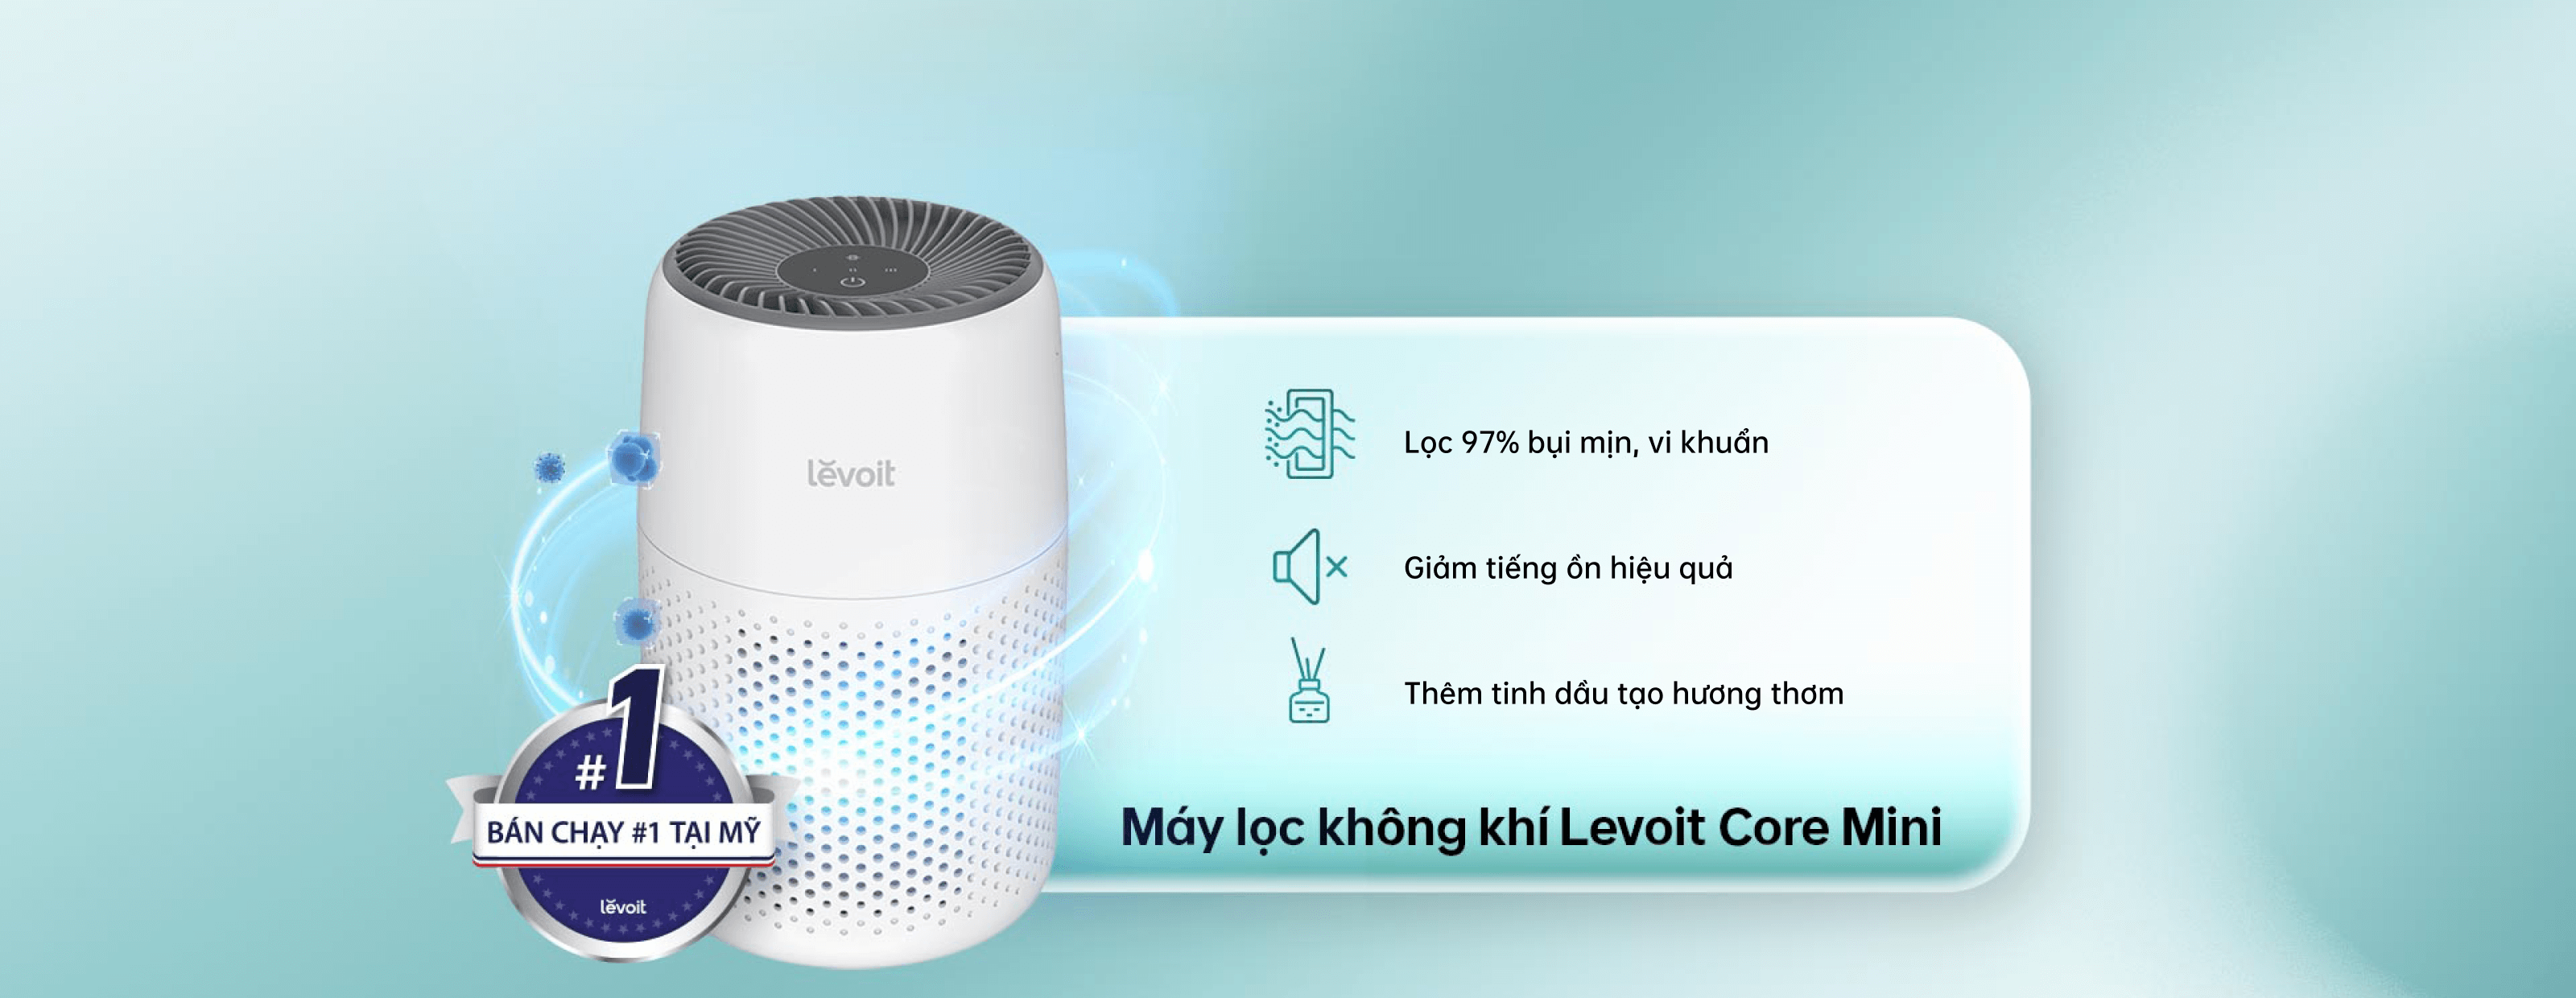 levoit
Lọc 97% bụi mịn, vi khuẩn
Giảm tiếng ồn hiệu quả
Thêm tinh dầu tạo hương thơm
Máy lọc không khí Levoit Core Mini
#1
BÁN CHẠY #1 TẠI MỸ
levoit